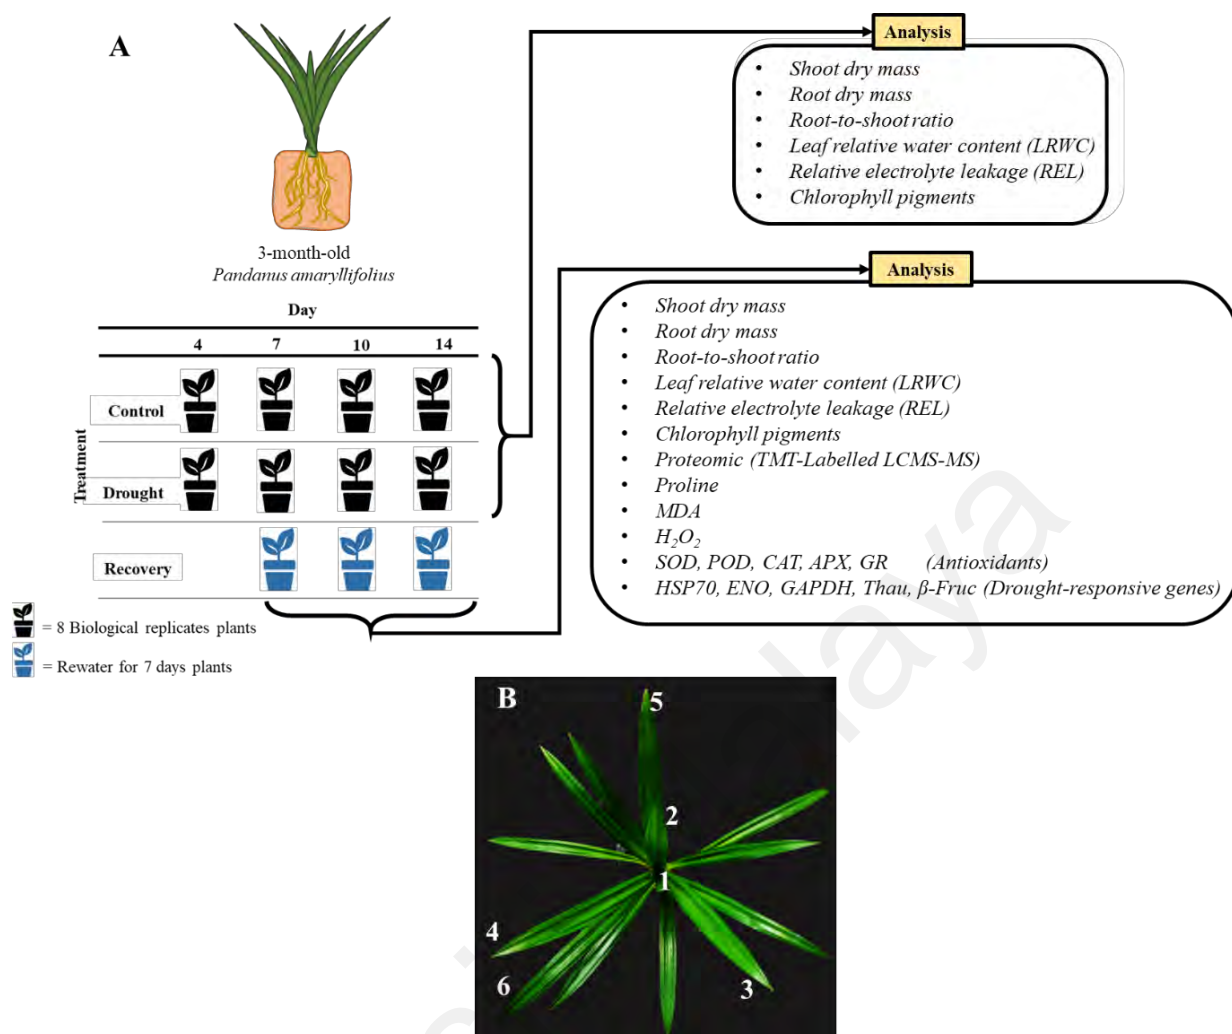 A
3-month-old
Pandanus amaryllifolius
Day
4 7 10 14
Treatment
Control
Drought
Recovery
= 8 Biological replicates plants
= Rewater for 7 days plants
Analysis
• Shoot dry mass
• Root dry mass
• Root-to-shoot ratio
• Leaf relative water content (LRWC)
• Relative electrolyte leakage (REL)
• Chlorophyll pigments
Analysis
• Shoot dry mass
• Root dry mass
• Root-to-shoot ratio
• Leaf relative water content (LRWC)
• Relative electrolyte leakage (REL)
• Chlorophyll pigments
• Proteomic (TMT-Labelled LCMS-MS)
• Proline
• MDA
• H₂O₂
• SOD, POD, CAT, APX, GR (Antioxidants)
• HSP70, ENO, GAPDH, Thau, β-Fruc (Drought-responsive genes)
B
5
2
1
4
6
3
laya